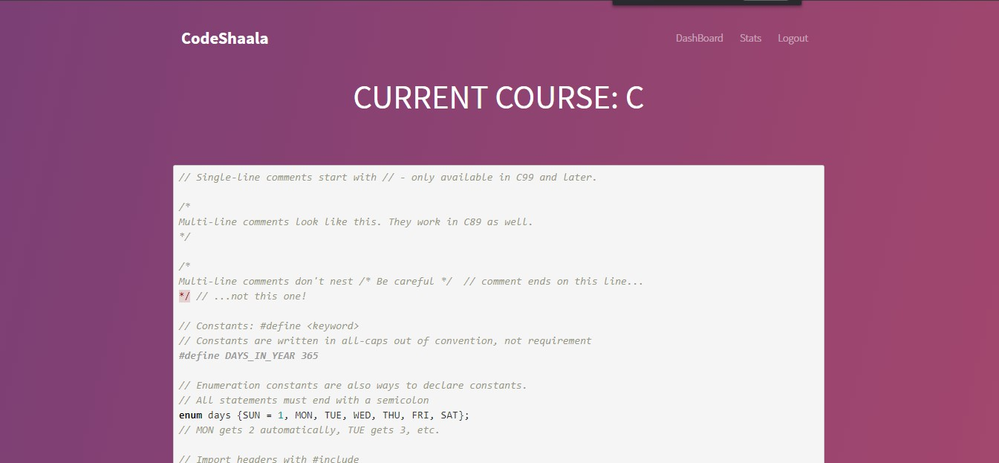 CodeShaala
DashBoard Stats Logout
CURRENT COURSE: C
// Single-line comments start with // - only available in C99 and later.
/*
Multi-line comments look like this. They work in C89 as well.
*/
/*
Multi-line comments don't nest /* Be careful */  // comment ends on this line...
*/ // ...not this one!
// Constants: #define <keyword>
// Constants are written in all-caps out of convention, not requirement
#define DAYS_IN_YEAR 365
// Enumeration constants are also ways to declare constants.
// All statements must end with a semicolon
enum days {SUN = 1, MON, TUE, WED, THU, FRI, SAT};
// MON gets 2 automatically, TUE gets 3, etc.
// Import headers with #include